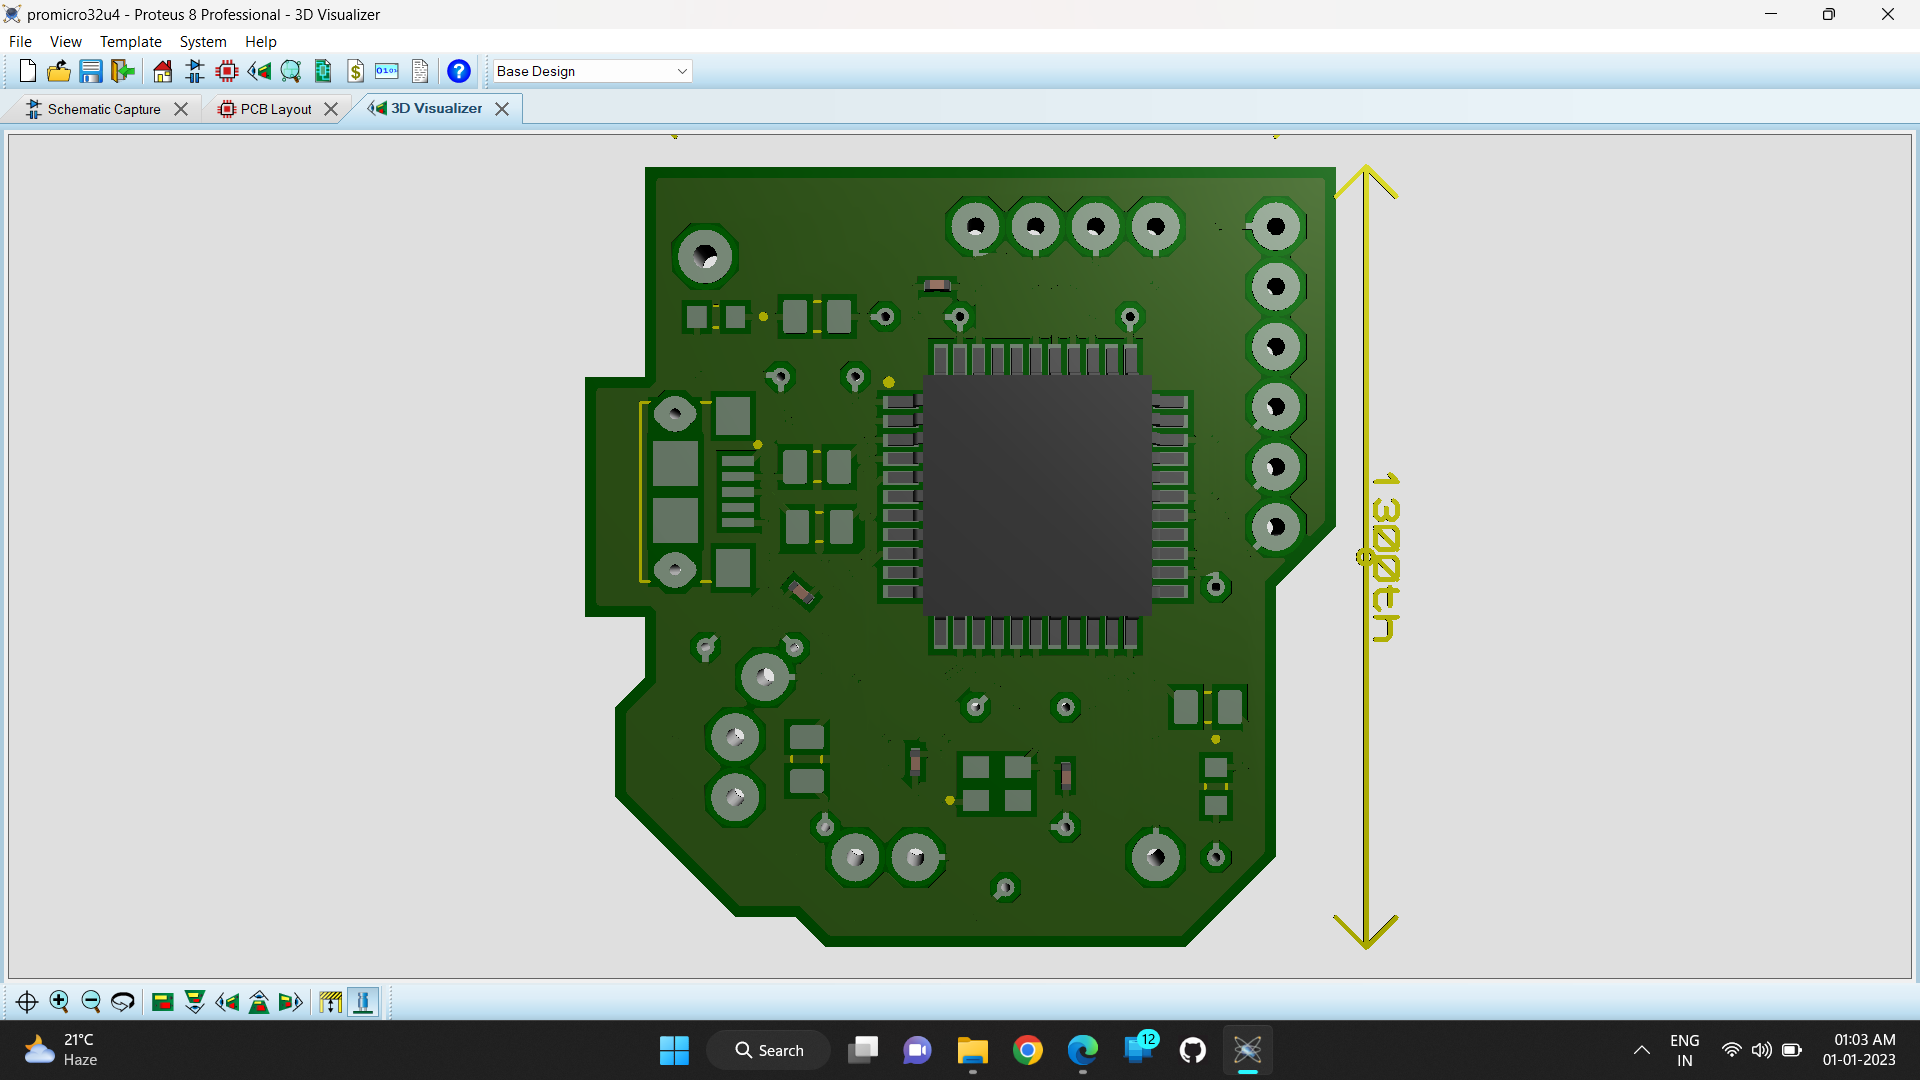 promicro32u4 - Proteus 8 Professional - 3D Visualizer
File View Template System Help
$ 0101 ? Base Design
Schematic Capture PCB Layout 3D Visualizer
1300th
21°C
Haze
Search
12
ENG
IN
01:03 AM
01-01-2023